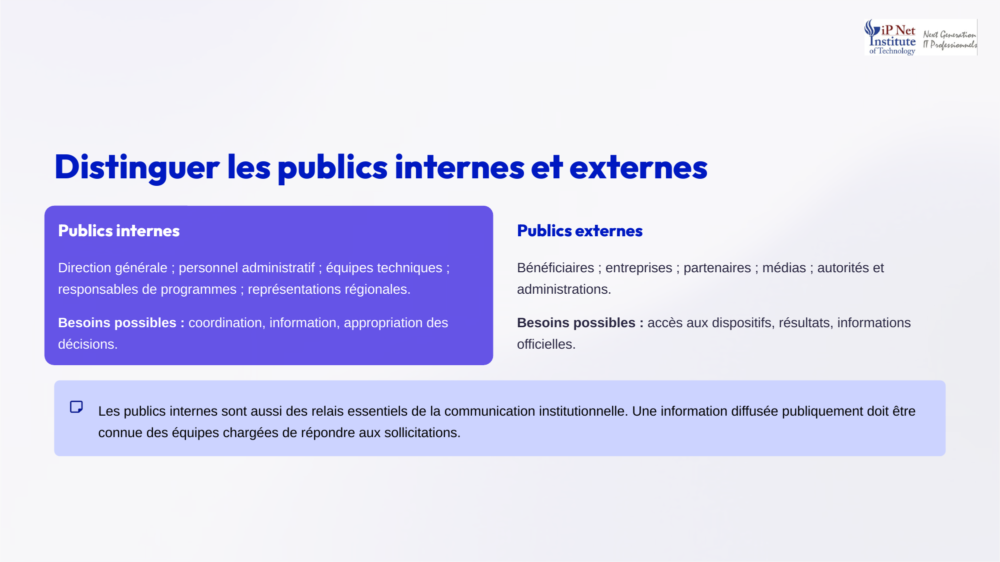 iP Net
Institute
of Technology
Next Generation
IT Professionnels
Distinguer les publics internes et externes
Publics internes
Direction générale ; personnel administratif ; équipes techniques ;
responsables de programmes ; représentations régionales.
Besoins possibles : coordination, information, appropriation des
décisions.
Publics externes
Bénéficiaires ; entreprises ; partenaires ; médias ; autorités et
administrations.
Besoins possibles : accès aux dispositifs, résultats, informations
officielles.
Les publics internes sont aussi des relais essentiels de la communication institutionnelle. Une information diffusée publiquement doit être
connue des équipes chargées de répondre aux sollicitations.